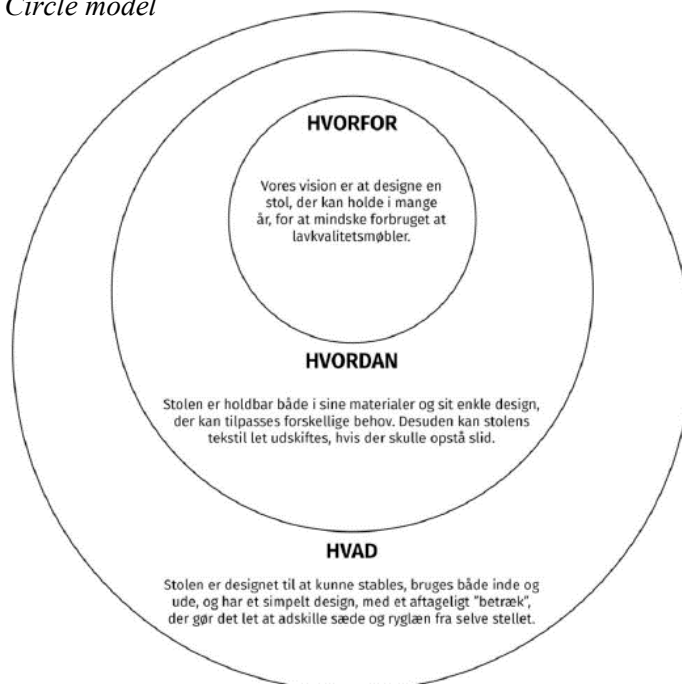 Circle model
HVORFOR
Vores vision er at designe en
stol, der kan holde i mange
år, for at mindske forbruget at
lavkvalitetsmøbler.
HVORDAN
Stolen er holdbar både i sine materialer og sit enkle design,
der kan tilpasses forskellige behov. Desuden kan stolens
tekstil let udskiftes, hvis der skulle opstå slid.
HVAD
Stolen er designet til at kunne stables, bruges både inde og
ude, og har et simpelt design, med et aftageligt "betræk",
der gør det let at adskille sæde og ryglæn fra selve stellet.